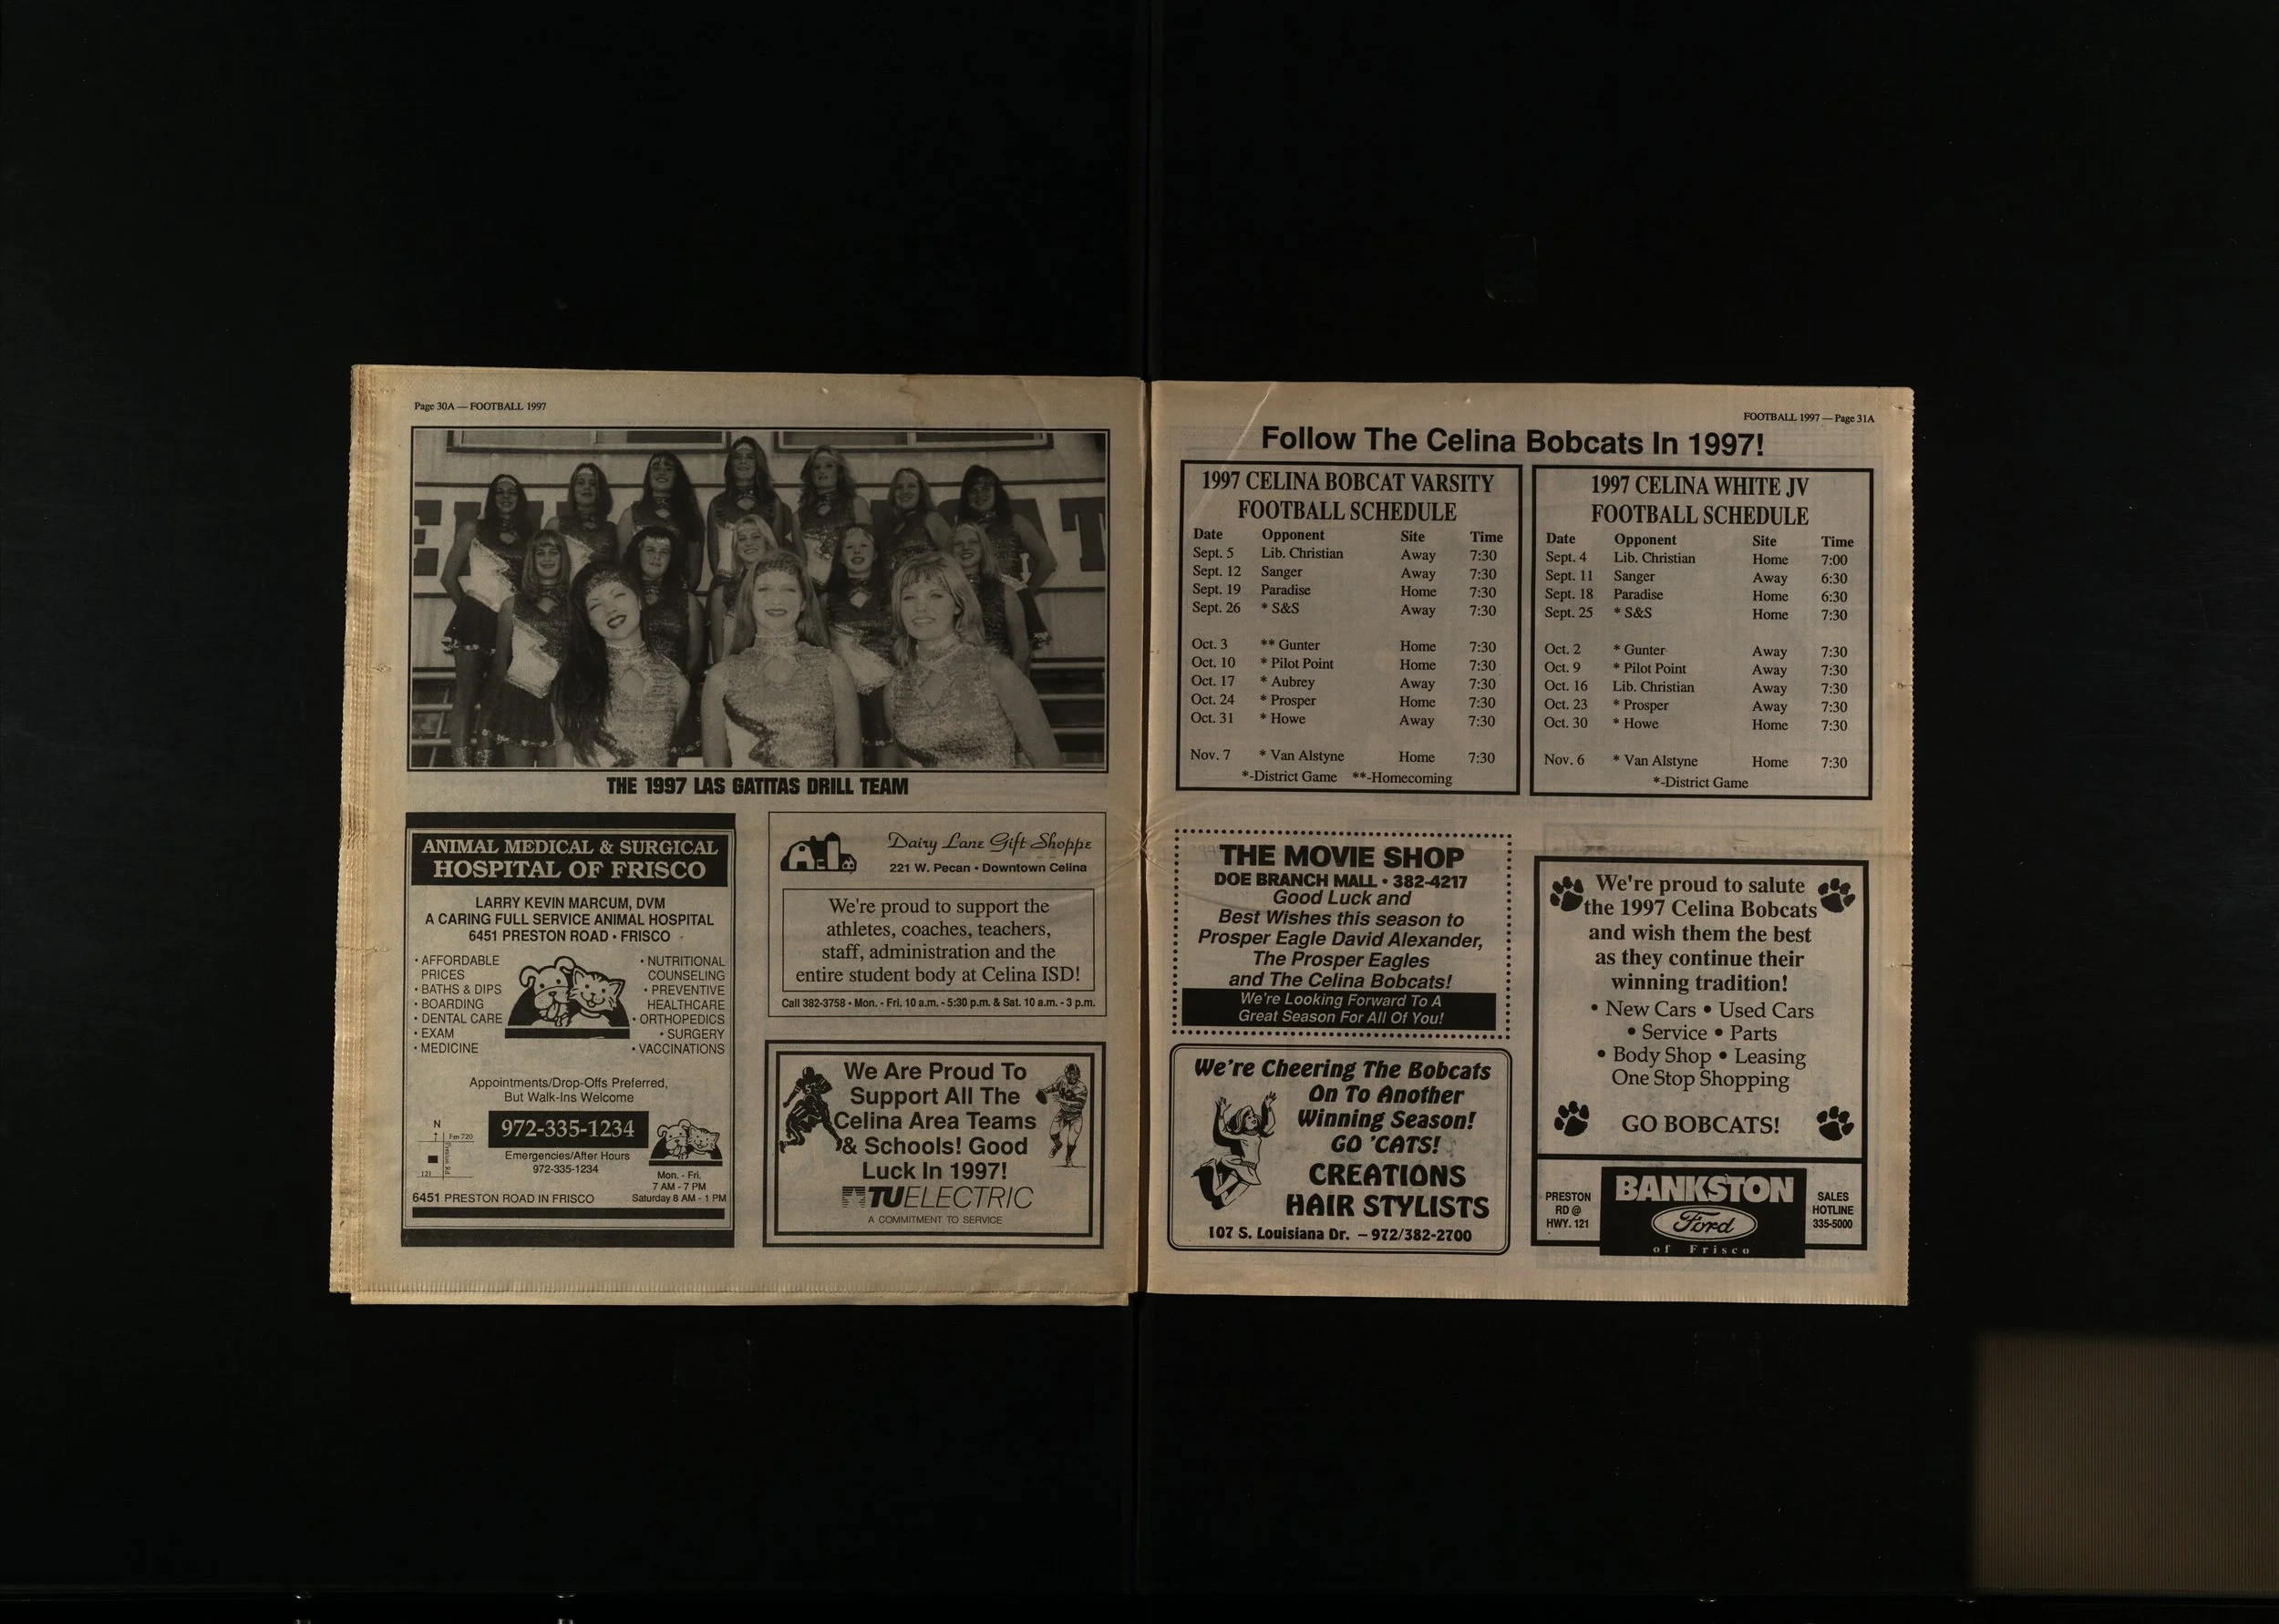 Page 30A — FOOTBALL 1997
THE 1997 LAS GATITAS DRILL TEAM
ANIMAL MEDICAL & SURGICAL
HOSPITAL OF FRISCO
LARRY KEVIN MARCUM, DVM
A CARING FULL SERVICE ANIMAL HOSPITAL
6451 PRESTON ROAD • FRISCO
• AFFORDABLE
PRICES
• BATHS & DIPS
• BOARDING
• DENTAL CARE
• EXAM
• MEDICINE
• NUTRITIONAL
COUNSELING
• PREVENTIVE
HEALTHCARE
• ORTHOPEDICS
• SURGERY
• VACCINATIONS
Appointments/Drop-Offs Preferred,
But Walk-Ins Welcome
N
Fm 720
Preston Rd.
121
972-335-1234
Emergencies/After Hours
972-335-1234
Mon. - Fri.
7 AM - 7 PM
Saturday 8 AM - 1 PM
6451 PRESTON ROAD IN FRISCO
Dairy Lane Gift Shoppe
221 W. Pecan • Downtown Celina
We're proud to support the
athletes, coaches, teachers,
staff, administration and the
entire student body at Celina ISD!
Call 382-3758 • Mon. - Fri. 10 a.m. - 5:30 p.m. & Sat. 10 a.m. - 3 p.m.
We Are Proud To
Support All The
Celina Area Teams
& Schools! Good
Luck In 1997!
TU ELECTRIC
A COMMITMENT TO SERVICE
FOOTBALL 1997 — Page 31A
Follow The Celina Bobcats In 1997!
1997 CELINA BOBCAT VARSITY
FOOTBALL SCHEDULE
Date Opponent Site Time
Sept. 5 Lib. Christian Away 7:30
Sept. 12 Sanger Away 7:30
Sept. 19 Paradise Home 7:30
Sept. 26 * S&S Away 7:30
Oct. 3 ** Gunter Home 7:30
Oct. 10 * Pilot Point Home 7:30
Oct. 17 * Aubrey Away 7:30
Oct. 24 * Prosper Home 7:30
Oct. 31 * Howe Away 7:30
Nov. 7 * Van Alstyne Home 7:30
*-District Game **-Homecoming
1997 CELINA WHITE JV
FOOTBALL SCHEDULE
Date Opponent Site Time
Sept. 4 Lib. Christian Home 7:00
Sept. 11 Sanger Away 6:30
Sept. 18 Paradise Home 6:30
Sept. 25 * S&S Home 7:30
Oct. 2 * Gunter Away 7:30
Oct. 9 * Pilot Point Away 7:30
Oct. 16 Lib. Christian Away 7:30
Oct. 23 * Prosper Away 7:30
Oct. 30 * Howe Home 7:30
Nov. 6 * Van Alstyne Home 7:30
*-District Game
THE MOVIE SHOP
DOE BRANCH MALL • 382-4217
Good Luck and
Best Wishes this season to
Prosper Eagle David Alexander,
The Prosper Eagles
and The Celina Bobcats!
We're Looking Forward To A
Great Season For All Of You!
We're Cheering The Bobcats
On To Another
Winning Season!
GO 'CATS!
CREATIONS
HAIR STYLISTS
107 S. Louisiana Dr. – 972/382-2700
We're proud to salute
the 1997 Celina Bobcats
and wish them the best
as they continue their
winning tradition!
• New Cars • Used Cars
• Service • Parts
• Body Shop • Leasing
One Stop Shopping
GO BOBCATS!
PRESTON
RD @
HWY. 121
BANKSTON
Ford
of Frisco
SALES
HOTLINE
335-5000